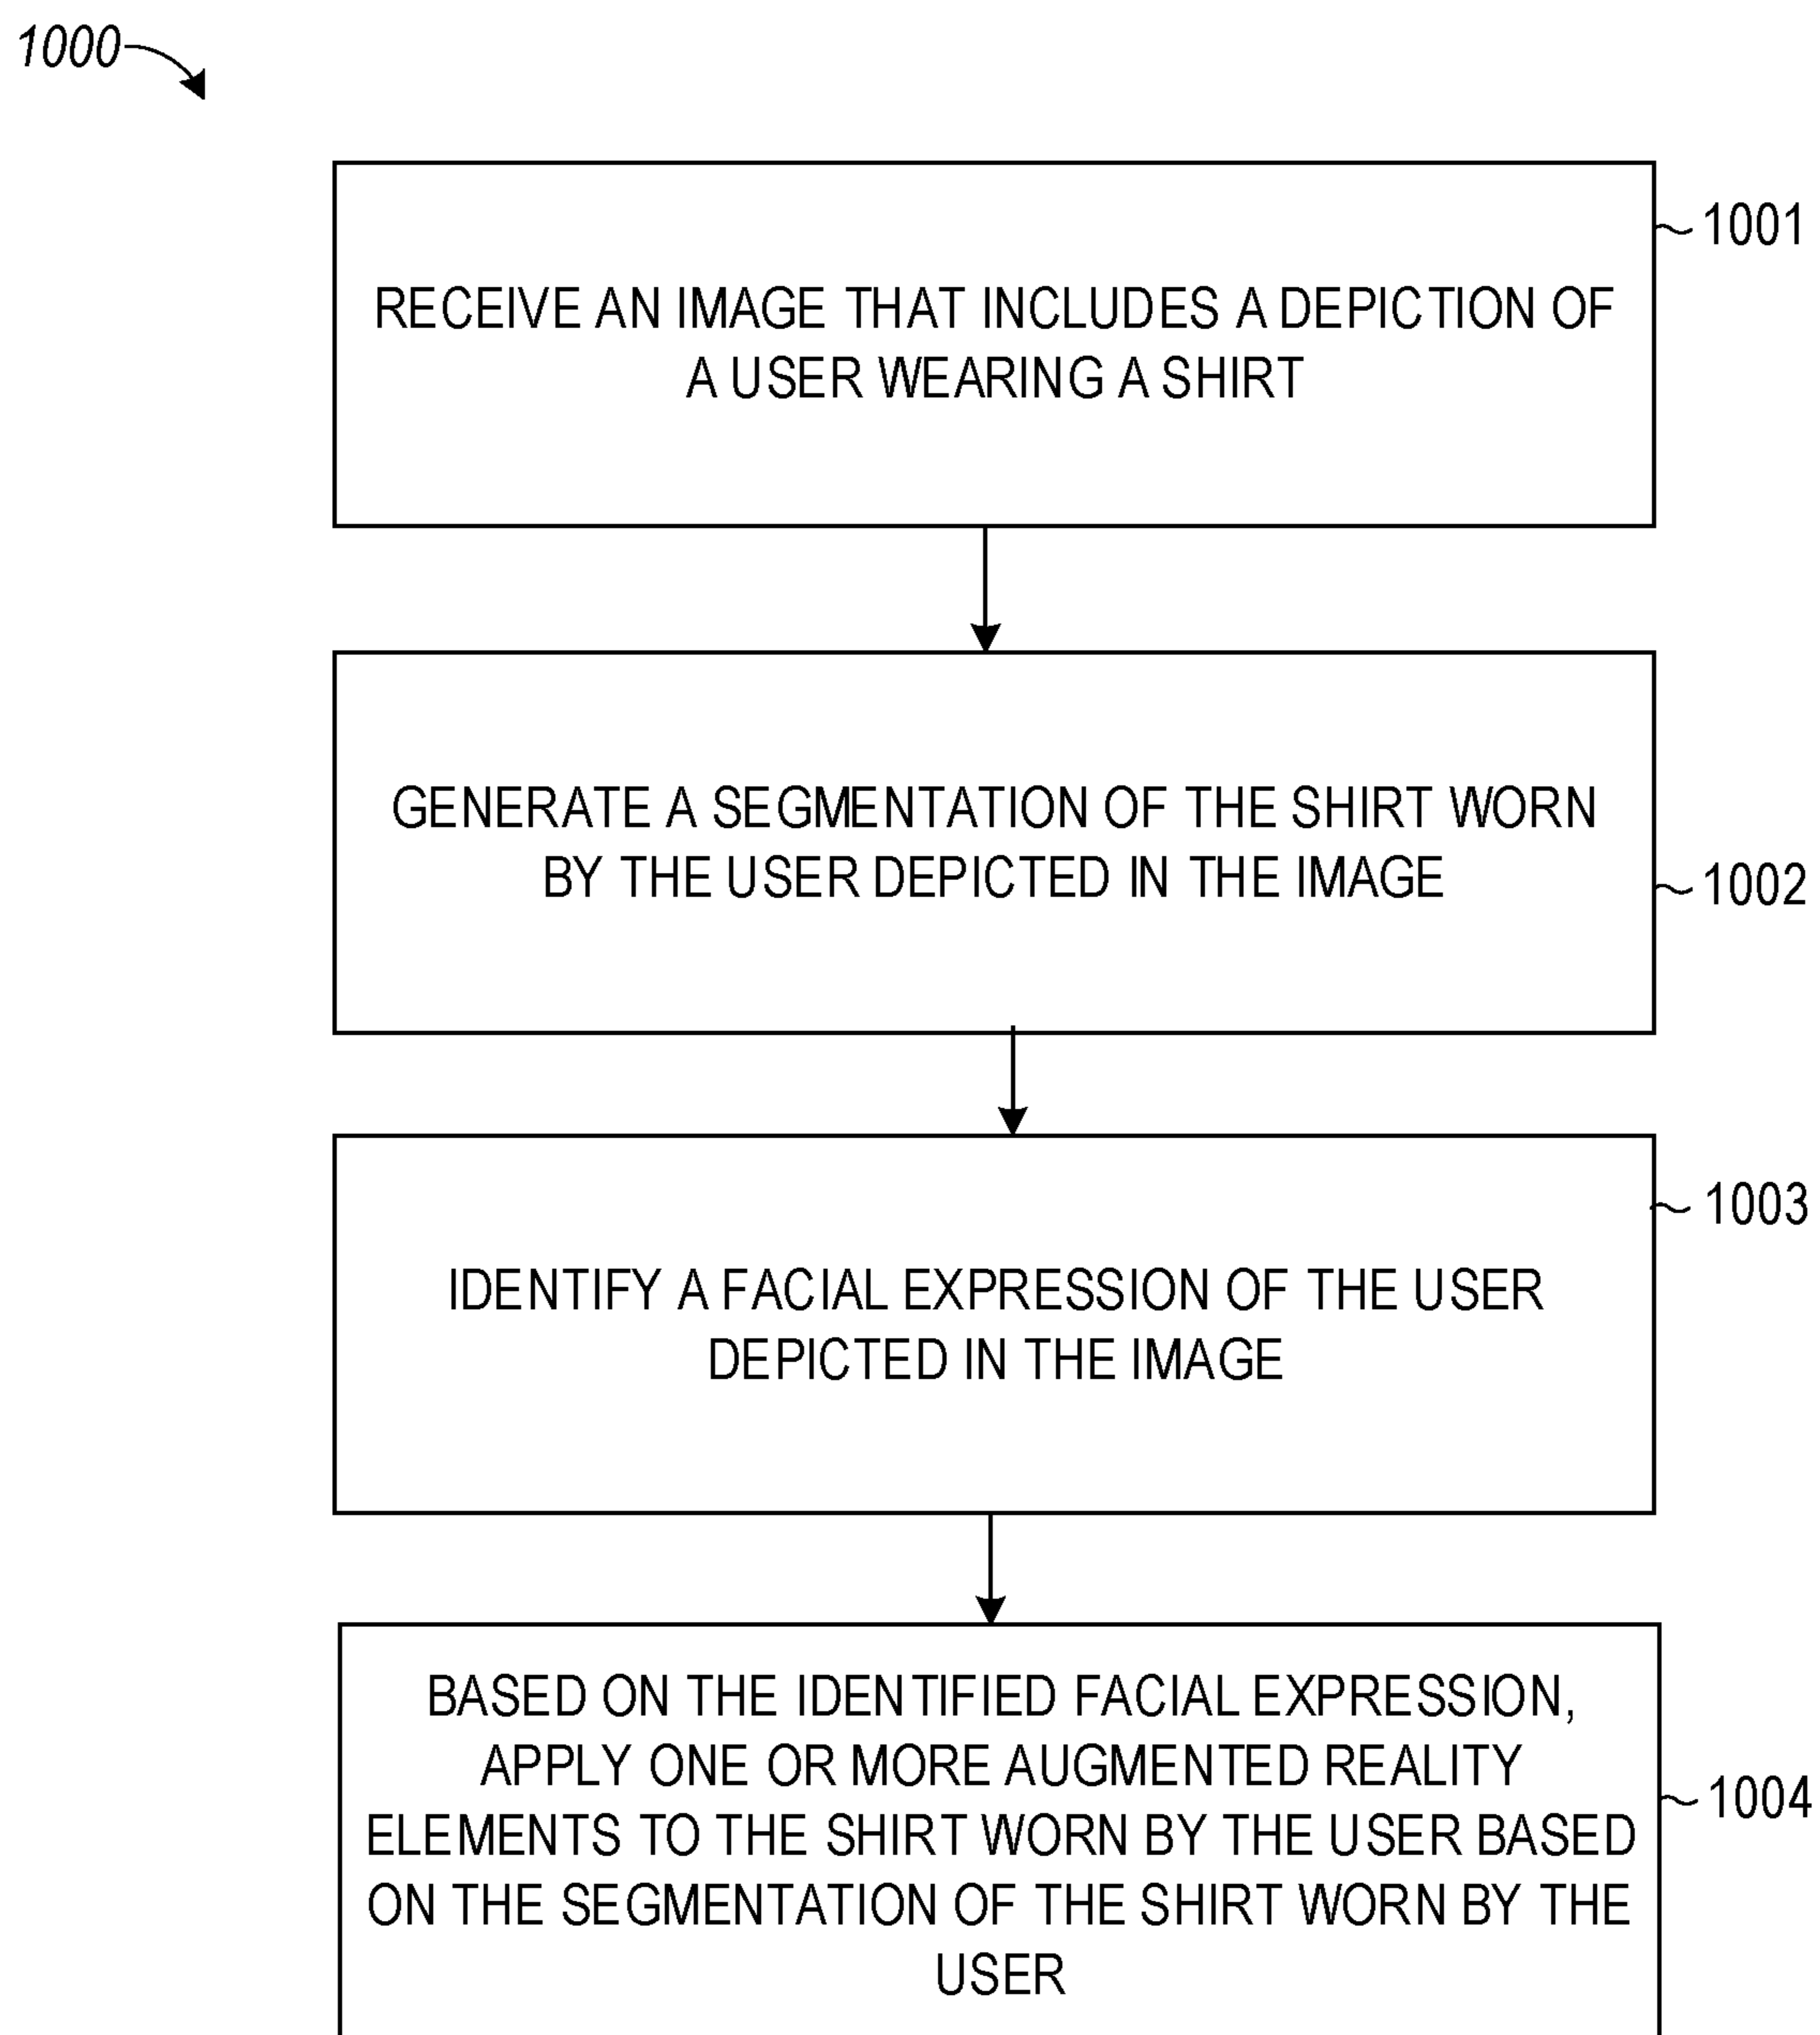 1000
1001
RECEIVE AN IMAGE THAT INCLUDES A DEPICTION OF
A USER WEARING A SHIRT
GENERATE A SEGMENTATION OF THE SHIRT WORN
BY THE USER DEPICTED IN THE IMAGE
1002
1003
IDENTIFY A FACIAL EXPRESSION OF THE USER
DEPICTED IN THE IMAGE
BASED ON THE IDENTIFIED FACIAL EXPRESSION,
APPLY ONE OR MORE AUGMENTED REALITY
1004
ELEMENTS TO THE SHIRT WORN BY THE USER BASED
ON THE SEGMENTATION OF THE SHIRT WORN BY THE
USER